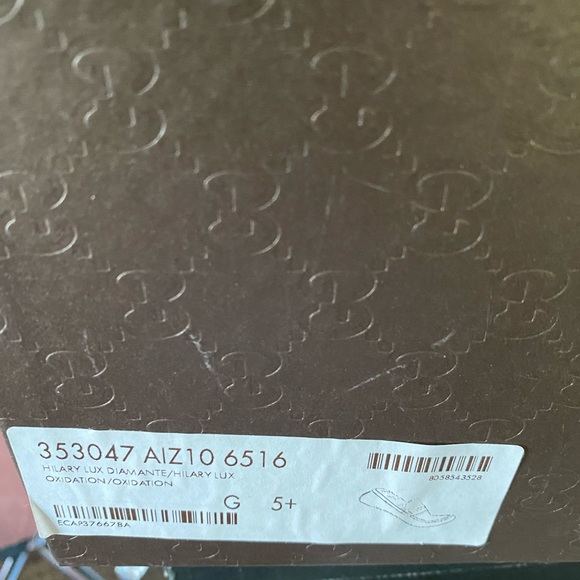 353047 AIZ10 6516
HILARY LUX DIAMANTE/HILARY LUX
OXIDATION/OXIDATION
8058543528
G 5+
ECAP376678A